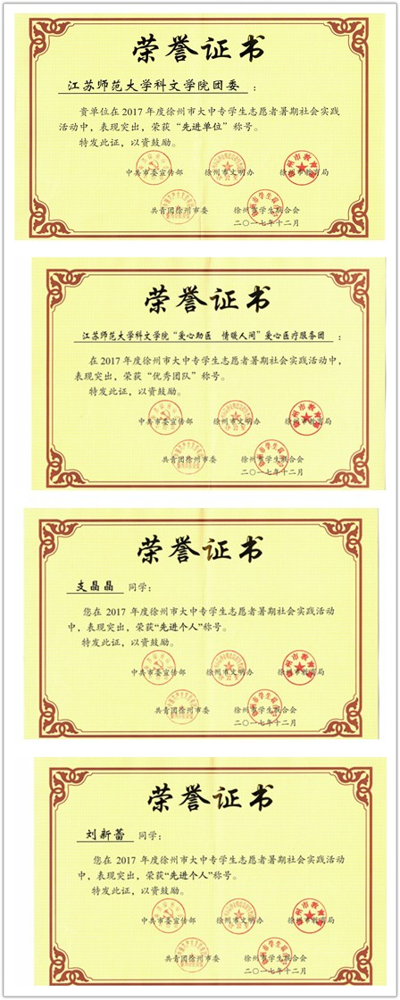 荣誉证书
江苏师范大学科文学院团委：
贵单位在2017年度徐州市大中专学生志愿者暑期社会实践
活动中，表现突出，荣获“先进单位”称号。
特发此证，以资鼓励。
中共市委宣传部 徐州市文明办 徐州市教育局
共青团徐州市委 徐州市学生联合会
二〇一七年十二月
荣誉证书
江苏师范大学科文学院“爱心助医 情暖人间”爱心医疗服务团：
在2017年度徐州市大中专学生志愿者暑期社会实践活动中，
表现突出，荣获“优秀团队”称号。
特发此证，以资鼓励。
中共市委宣传部 徐州市文明办 徐州市教育局
共青团徐州市委 徐州市学生联合会
二〇一七年十二月
荣誉证书
支晶晶 同学：
您在2017年度徐州市大中专学生志愿者暑期社会实践活动
中，表现突出，荣获“先进个人”称号。
特发此证，以资鼓励。
中共市委宣传部 徐州市文明办 徐州市教育局
共青团徐州市委 徐州市学生联合会
二〇一七年十二月
荣誉证书
刘新蕾 同学：
您在2017年度徐州市大中专学生志愿者暑期社会实践活动
中，表现突出，荣获“先进个人”称号。
特发此证，以资鼓励。
中共市委宣传部 徐州市文明办 徐州市教育局
共青团徐州市委 徐州市学生联合会
二〇一七年十二月